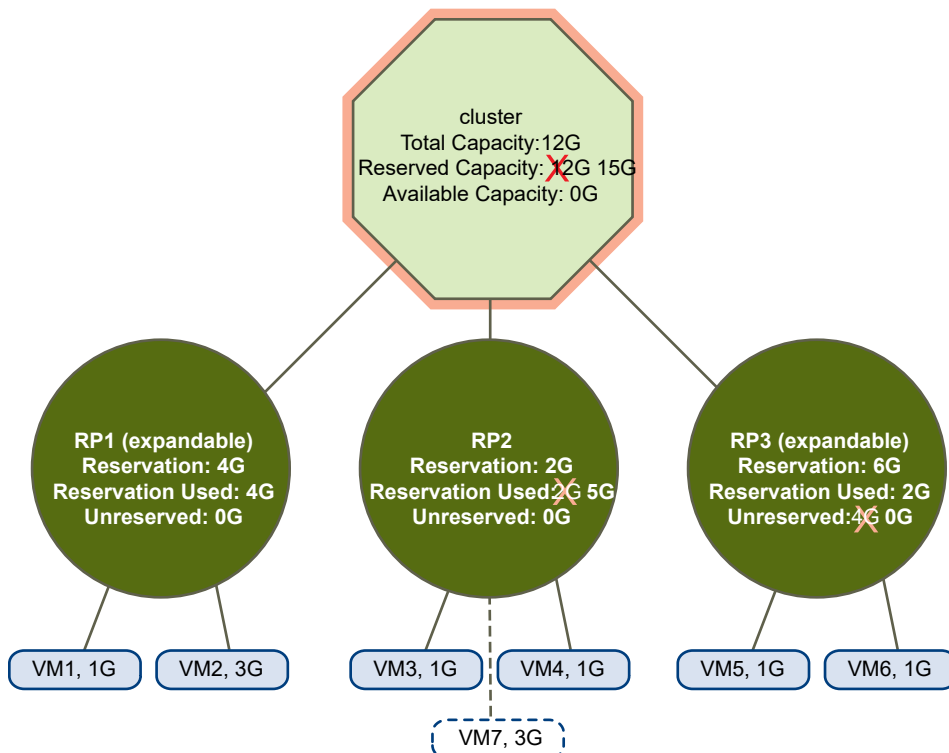 cluster
Total Capacity:12G
Reserved Capacity: 12G 15G
Available Capacity: 0G
RP1 (expandable)
Reservation: 4G
Reservation Used: 4G
Unreserved: 0G
RP2
Reservation: 2G
Reservation Used:2G 5G
Unreserved: 0G
RP3 (expandable)
Reservation: 6G
Reservation Used: 2G
Unreserved:4G 0G
VM1, 1G
VM2, 3G
VM3, 1G
VM4, 1G
VM5, 1G
VM6, 1G
VM7, 3G